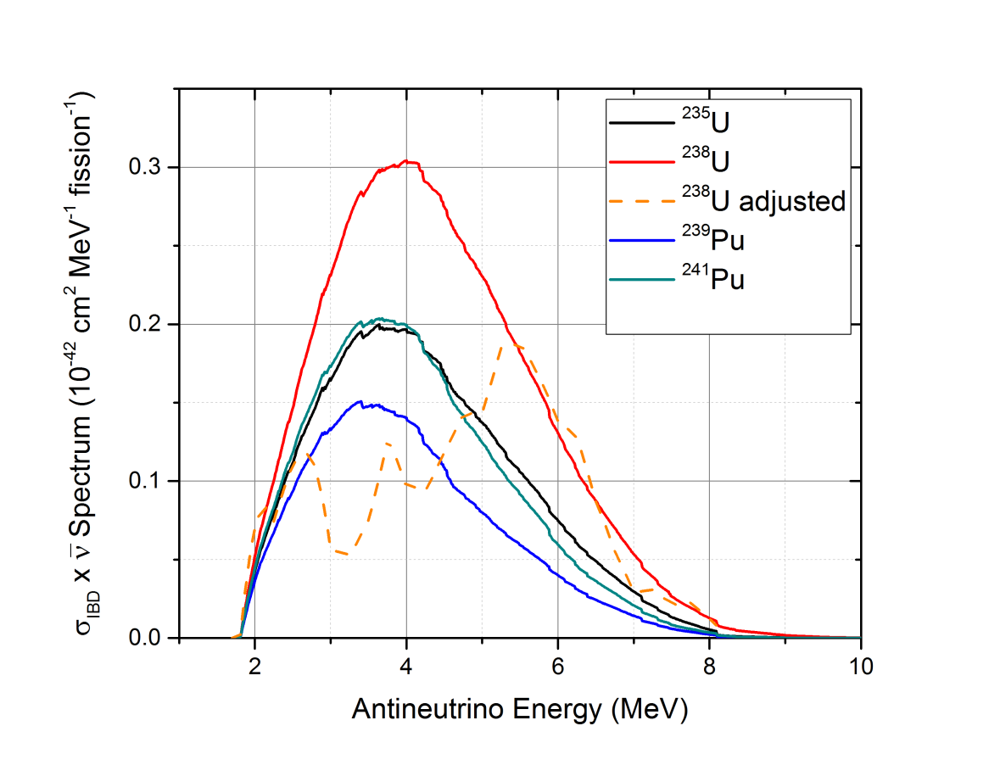 ²³⁵U
²³⁸U
²³⁸U adjusted
²³⁹Pu
²⁴¹Pu
σ_IBD x ν̅ Spectrum (10⁻⁴² cm² MeV⁻¹ fission⁻¹)
0.3
0.2
0.1
0.0
2 4 6 8 10
Antineutrino Energy (MeV)